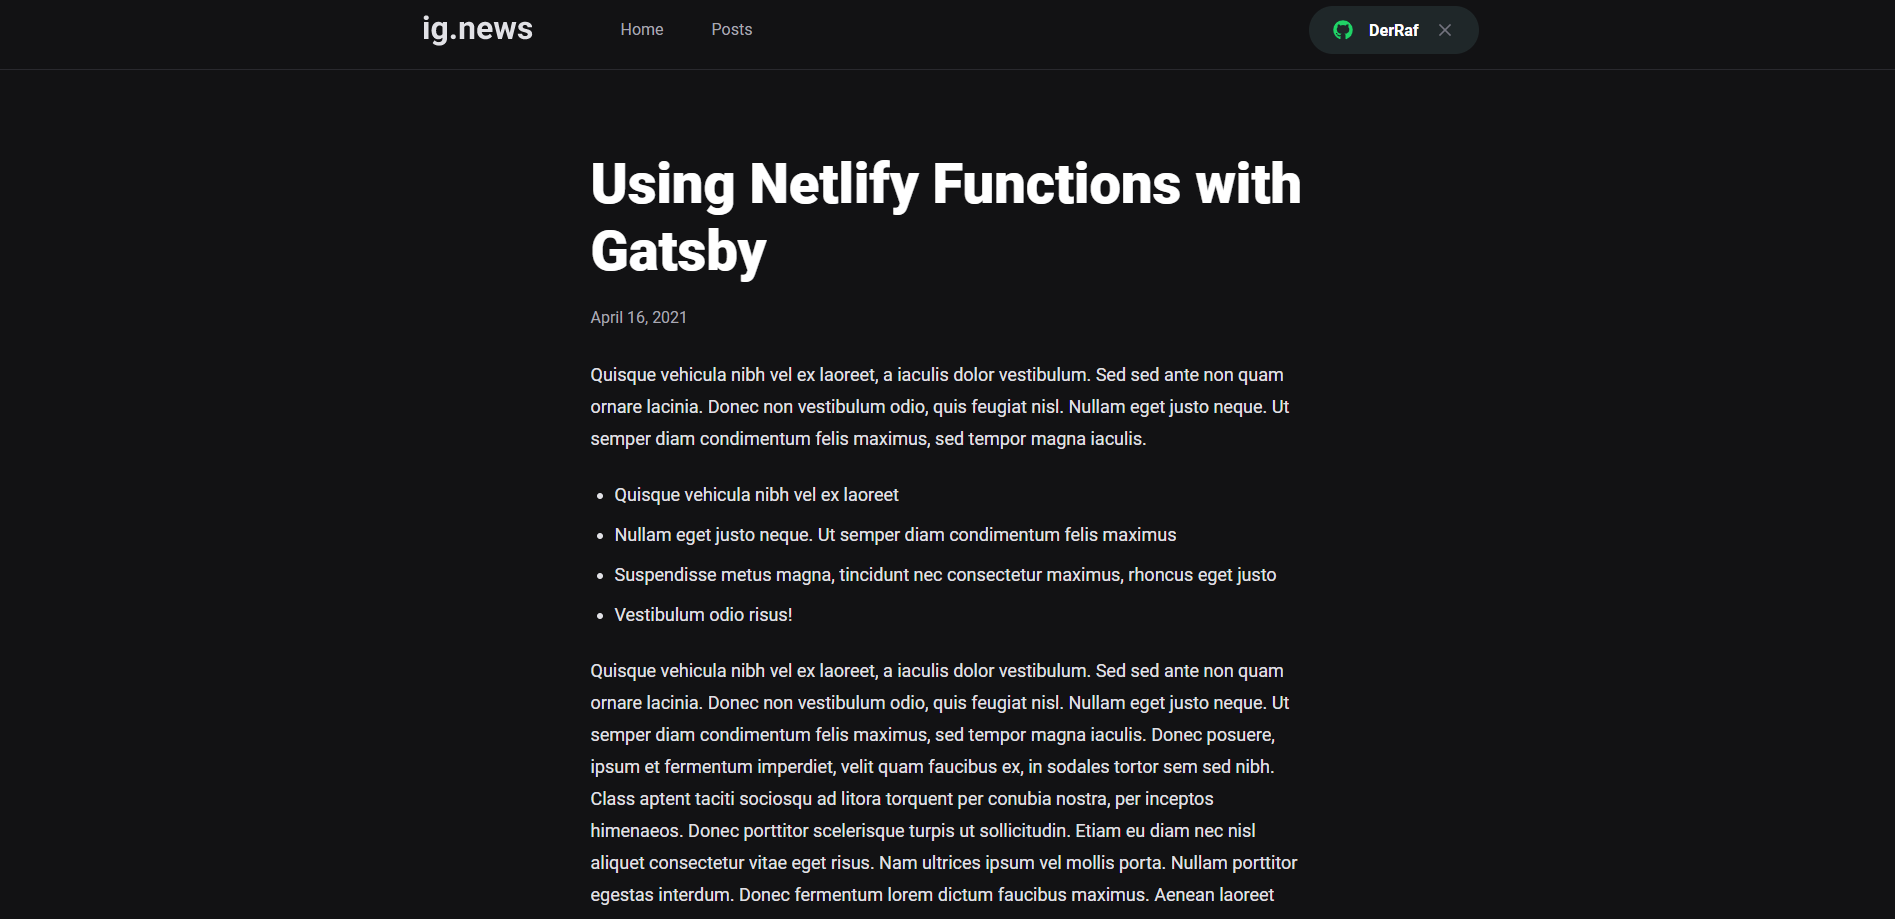 ig.news
Home
Posts
DerRaf
Using Netlify Functions with
Gatsby
April 16, 2021
Quisque vehicula nibh vel ex laoreet, a iaculis dolor vestibulum. Sed sed ante non quam
ornare lacinia. Donec non vestibulum odio, quis feugiat nisl. Nullam eget justo neque. Ut
semper diam condimentum felis maximus, sed tempor magna iaculis.
• Quisque vehicula nibh vel ex laoreet
• Nullam eget justo neque. Ut semper diam condimentum felis maximus
• Suspendisse metus magna, tincidunt nec consectetur maximus, rhoncus eget justo
• Vestibulum odio risus!
Quisque vehicula nibh vel ex laoreet, a iaculis dolor vestibulum. Sed sed ante non quam
ornare lacinia. Donec non vestibulum odio, quis feugiat nisl. Nullam eget justo neque. Ut
semper diam condimentum felis maximus, sed tempor magna iaculis. Donec posuere,
ipsum et fermentum imperdiet, velit quam faucibus ex, in sodales tortor sem sed nibh.
Class aptent taciti sociosqu ad litora torquent per conubia nostra, per inceptos
himenaeos. Donec porttitor scelerisque turpis ut sollicitudin. Etiam eu diam nec nisl
aliquet consectetur vitae eget risus. Nam ultrices ipsum vel mollis porta. Nullam porttitor
egestas interdum. Donec fermentum lorem dictum faucibus maximus. Aenean laoreet